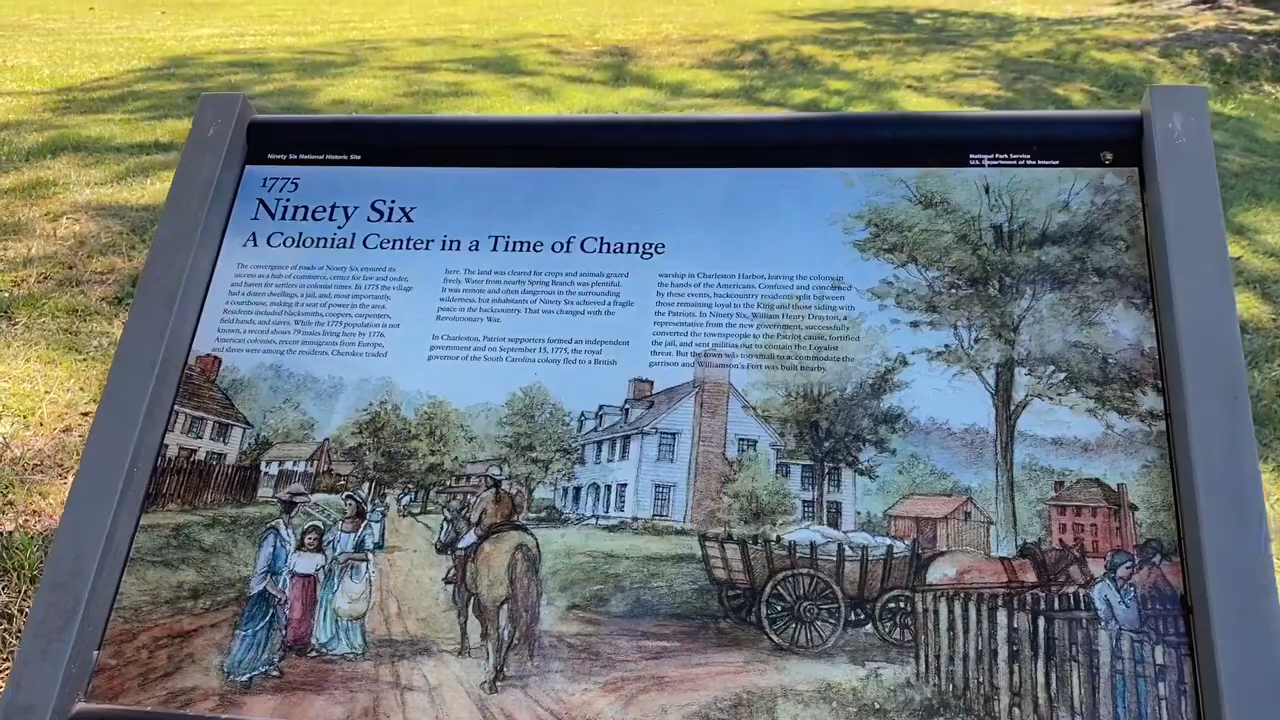 Ninety Six National Historic Site
National Park Service
U.S. Department of the Interior
1775
Ninety Six
A Colonial Center in a Time of Change
The convergence of roads at Ninety Six ensured its
success as a hub of commerce, center for law and order,
and haven for settlers in colonial times. In 1775 the village
had a dozen dwellings, a jail, and, most importantly,
a courthouse, making it a seat of power in the area.
Residents included blacksmiths, coopers, carpenters,
field hands, and slaves. While the 1775 population is not
known, a record shows 79 males living here by 1776.
American colonists, recent immigrants from Europe,
and slaves were among the residents. Cherokee traded
here. The land was cleared for crops and animals grazed
freely. Water from nearby Spring Branch was plentiful.
It was remote and often dangerous in the surrounding
wilderness, but inhabitants of Ninety Six achieved a fragile
peace in the backcountry. That was changed with the
Revolutionary War.
In Charleston, Patriot supporters formed an independent
government and on September 15, 1775, the royal
governor of the South Carolina colony fled to a British
warship in Charleston Harbor, leaving the colony in
the hands of the Americans. Confused and concerned
by these events, backcountry residents split between
those remaining loyal to the King and those siding with
the Patriots. In Ninety Six, William Henry Drayton, a
representative from the new government, successfully
converted the townspeople to the Patriot cause, fortified
the jail, and sent militias out to contain the Loyalist
threat. But the town was too small to accommodate the
garrison and Williamson's Fort was built nearby.